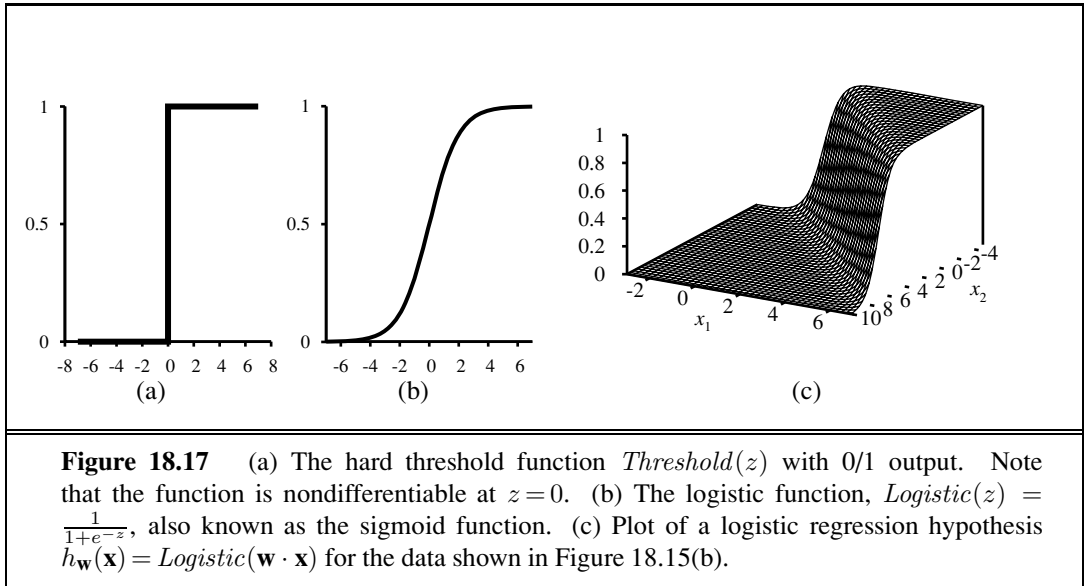 1
0.5
0
-8 -6 -4 -2 0 2 4 6 8
(a)
1
0.5
0
-6 -4 -2 0 2 4 6
(b)
1
0.8
0.6
0.4
0.2
0
-2 0 2 4 6
x₁
10 8 6 4 2 0 -2 -4
x₂
(c)
Figure 18.17 (a) The hard threshold function Threshold(z) with 0/1 output. Note
that the function is nondifferentiable at z = 0. (b) The logistic function, Logistic(z) =
1/(1+e^−z), also known as the sigmoid function. (c) Plot of a logistic regression hypothesis
h_w(x) = Logistic(w · x) for the data shown in Figure 18.15(b).